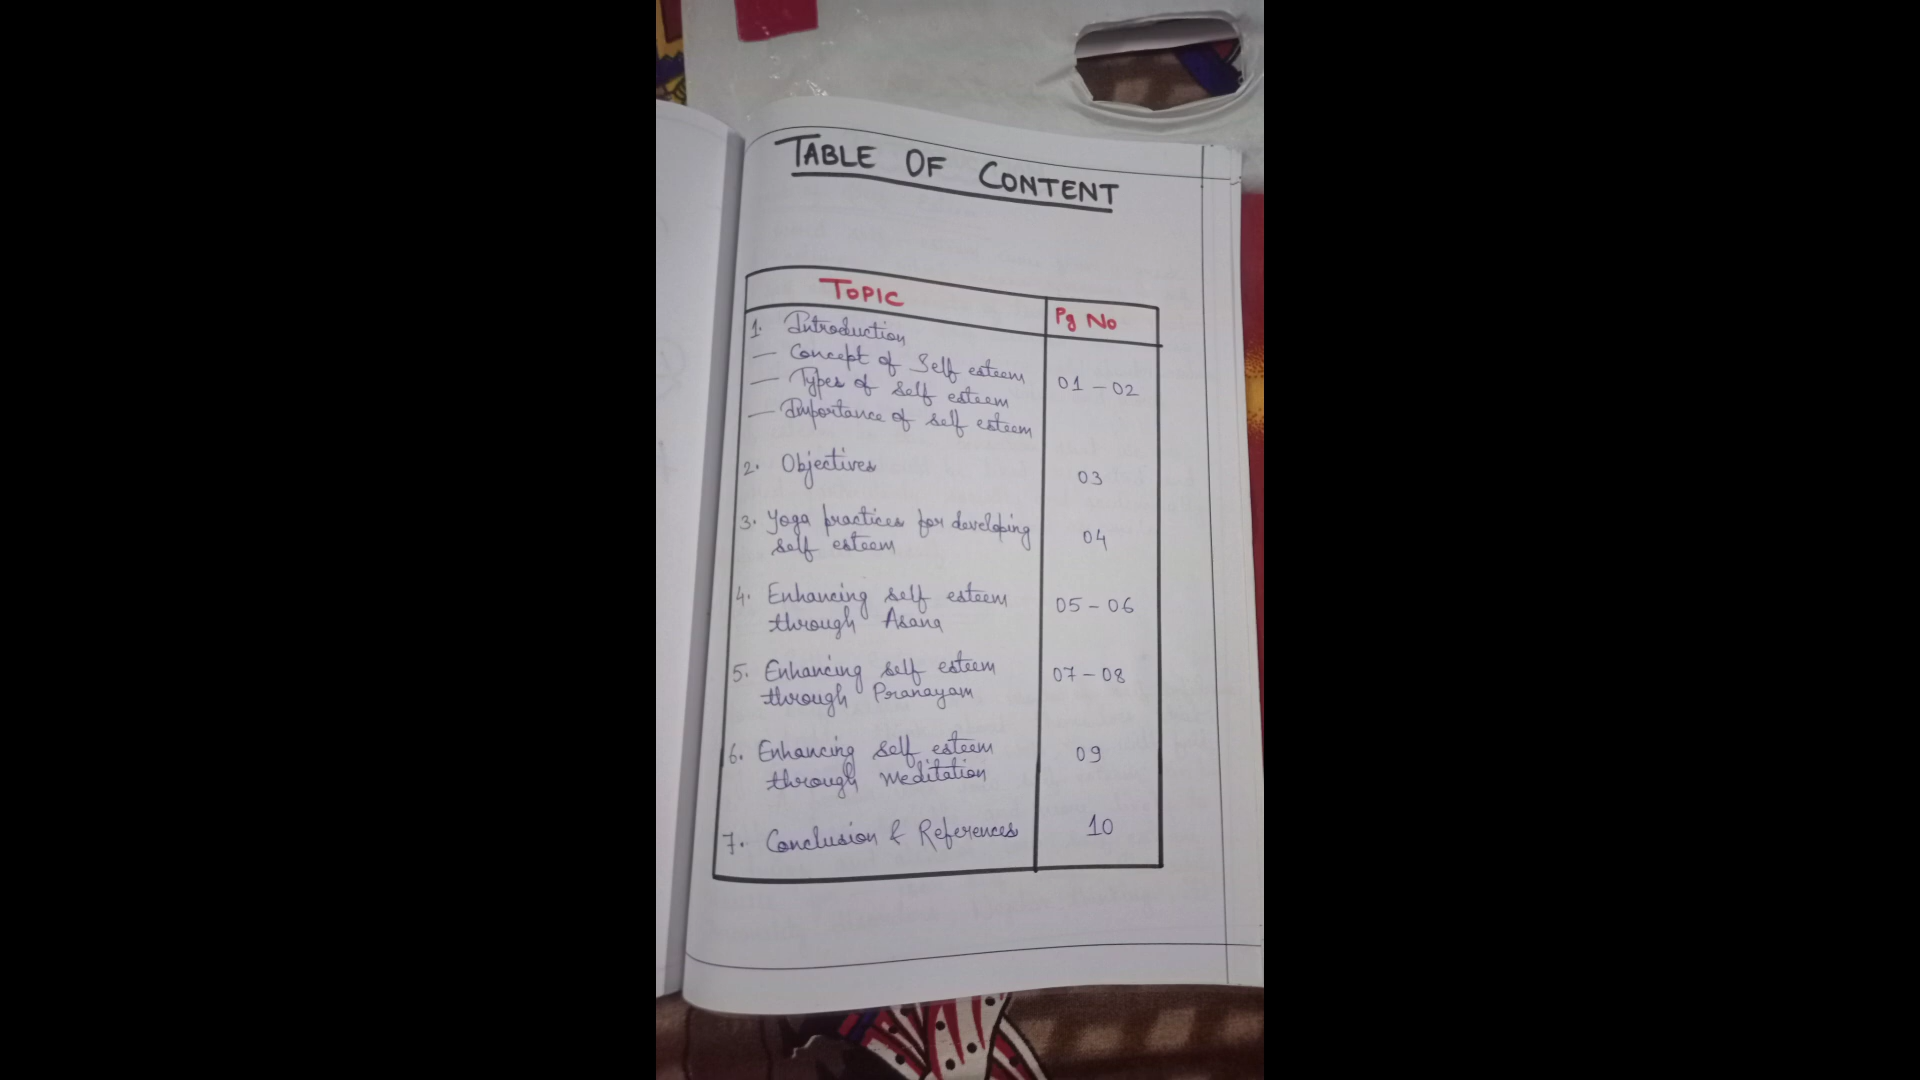 TABLE OF CONTENT
TOPIC
Pg No
1. Introduction
— Concept of Self esteem
— Types of self esteem
01 - 02
— Importance of self esteem
2. Objectives
03
3. Yoga practices for developing
self esteem
04
4. Enhancing self esteem
through Asana
05 - 06
5. Enhancing self esteem
through Pranayam
07 - 08
6. Enhancing self esteem
through meditation
09
7. Conclusion & References
10